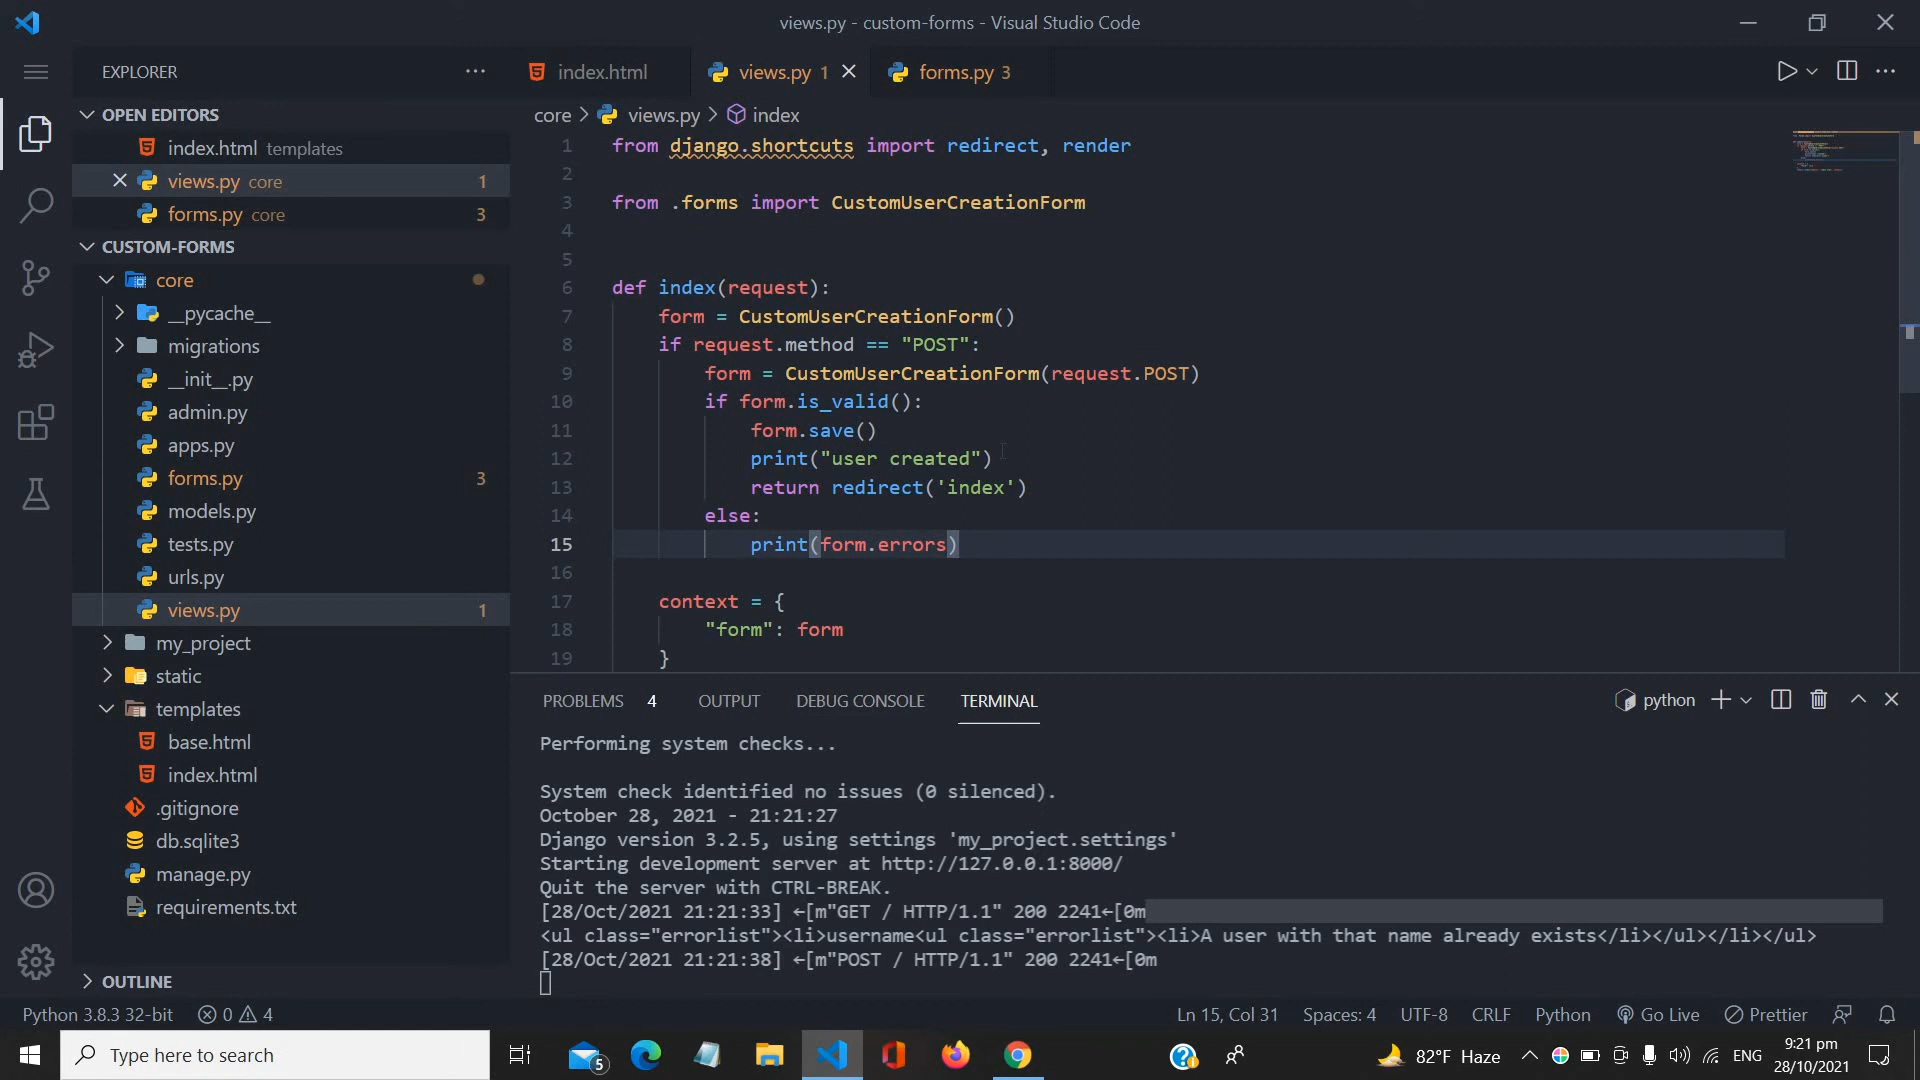 views.py - custom-forms - Visual Studio Code
EXPLORER
OPEN EDITORS
index.html templates
views.py core 1
forms.py core 3
CUSTOM-FORMS
core
__pycache__
migrations
__init__.py
admin.py
apps.py
forms.py 3
models.py
tests.py
urls.py
views.py 1
my_project
static
templates
base.html
index.html
.gitignore
db.sqlite3
manage.py
requirements.txt
OUTLINE
index.html views.py 1 forms.py 3
core > views.py > index
1 from django.shortcuts import redirect, render
2
3 from .forms import CustomUserCreationForm
4
5
6 def index(request):
7 form = CustomUserCreationForm()
8 if request.method == "POST":
9 form = CustomUserCreationForm(request.POST)
10 if form.is_valid():
11 form.save()
12 print("user created")
13 return redirect('index')
14 else:
15 print(form.errors)
16
17 context = {
18 "form": form
19 }
PROBLEMS 4 OUTPUT DEBUG CONSOLE TERMINAL python
Performing system checks...
System check identified no issues (0 silenced).
October 28, 2021 - 21:21:27
Django version 3.2.5, using settings 'my_project.settings'
Starting development server at http://127.0.0.1:8000/
Quit the server with CTRL-BREAK.
[28/Oct/2021 21:21:33] ←[m"GET / HTTP/1.1" 200 2241←[0m
<ul class="errorlist"><li>username<ul class="errorlist"><li>A user with that name already exists</li></ul></li></ul>
[28/Oct/2021 21:21:38] ←[m"POST / HTTP/1.1" 200 2241←[0m
Python 3.8.3 32-bit 0 4 Ln 15, Col 31 Spaces: 4 UTF-8 CRLF Python Go Live Prettier
Type here to search 5 82°F Haze ENG 9:21 pm
28/10/2021